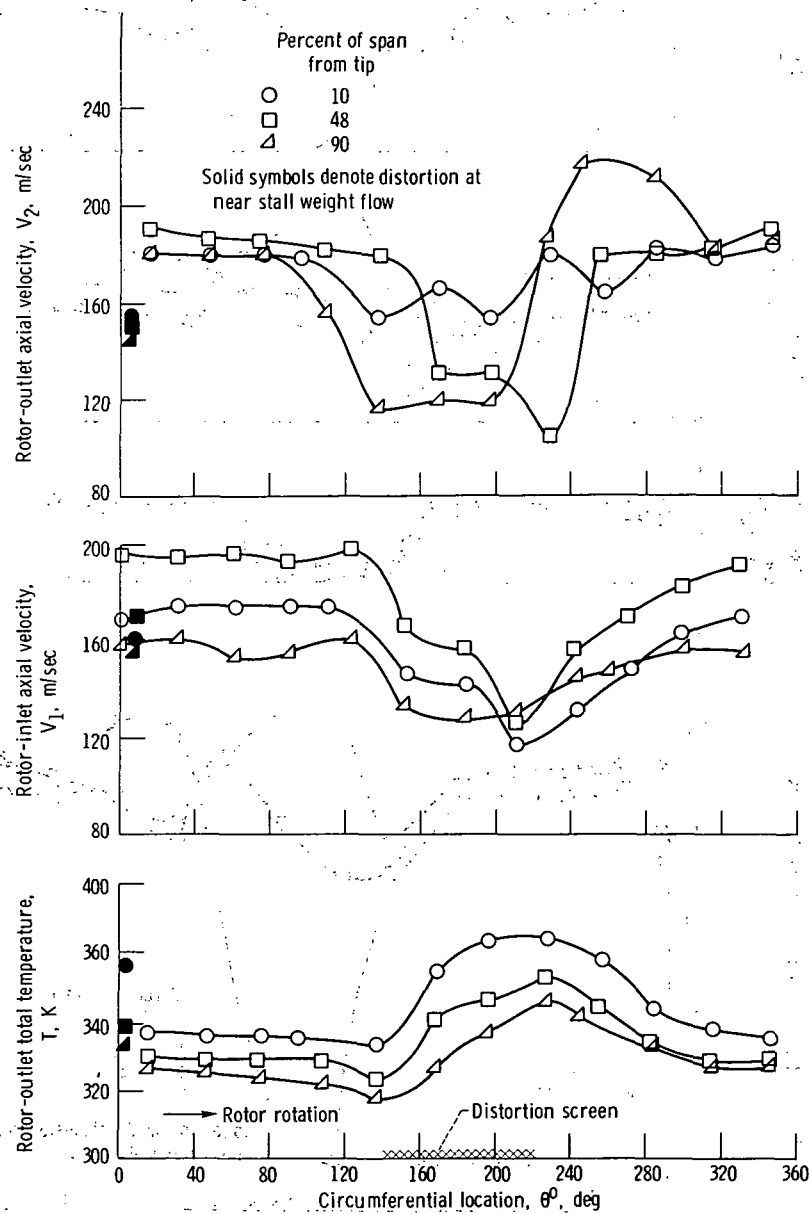 Percent of span
from tip
10
48
90
Solid symbols denote distortion at
near stall weight flow
Rotor-outlet axial velocity, V2, m/sec
240
200
160
120
80
Rotor-inlet axial velocity,
V1, m/sec
200
160
120
80
Rotor-outlet total temperature,
T, K
400
360
340
320
300
Rotor rotation
Distortion screen
0 40 80 120 160 200 240 280 320 360
Circumferential location, θ⁰, deg